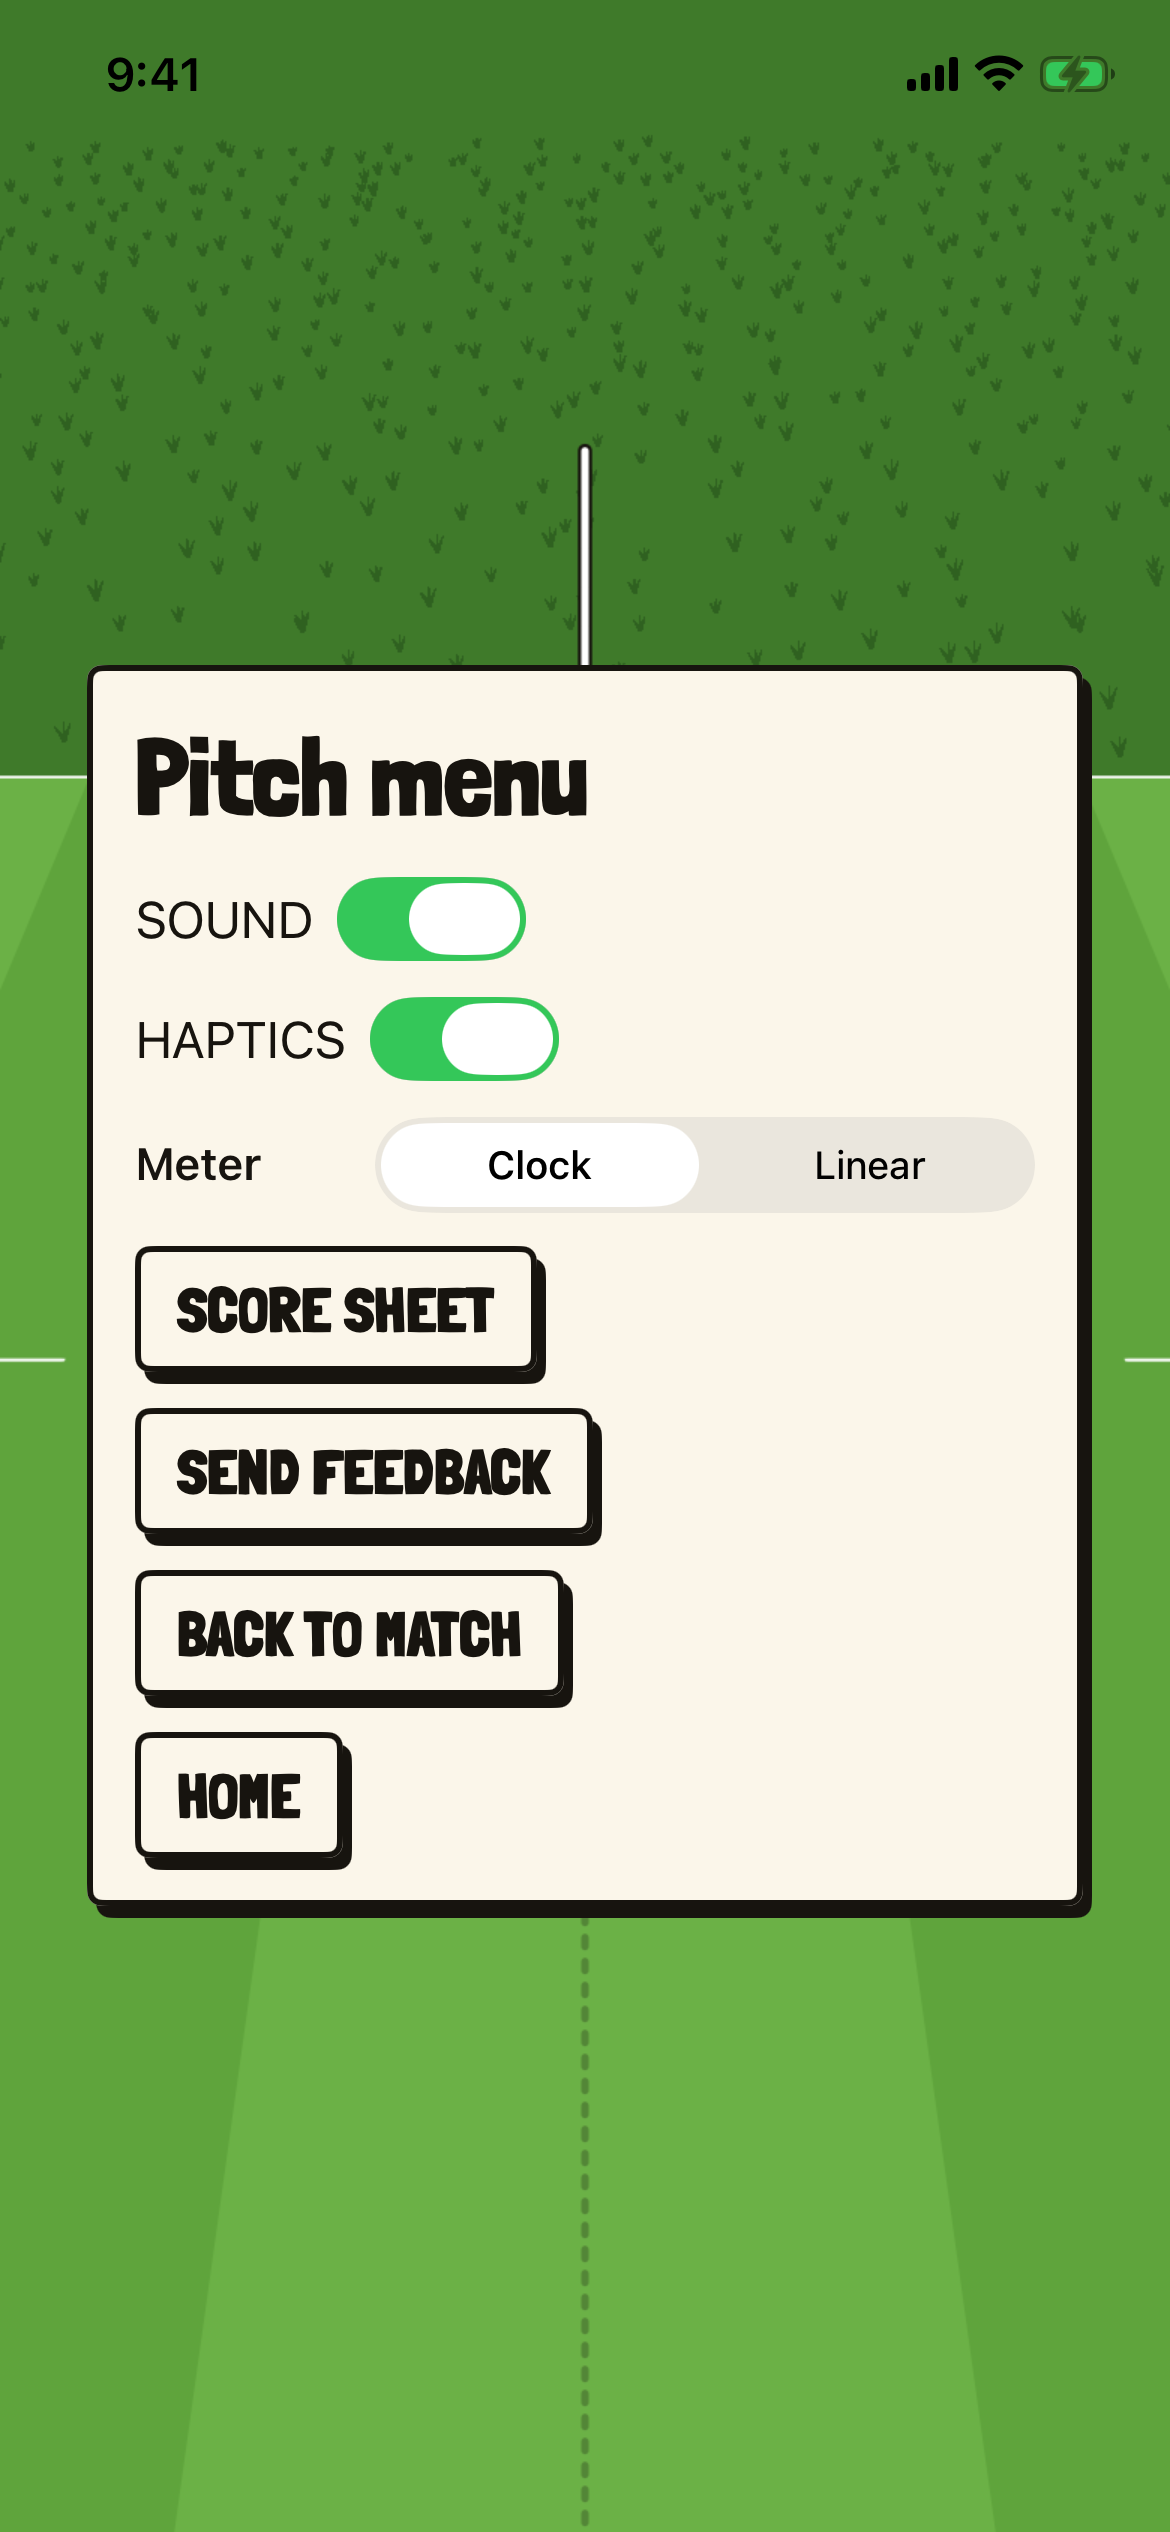 9:41
Pitch menu
SOUND
HAPTICS
Meter Clock Linear
SCORE SHEET
SEND FEEDBACK
BACK TO MATCH
HOME